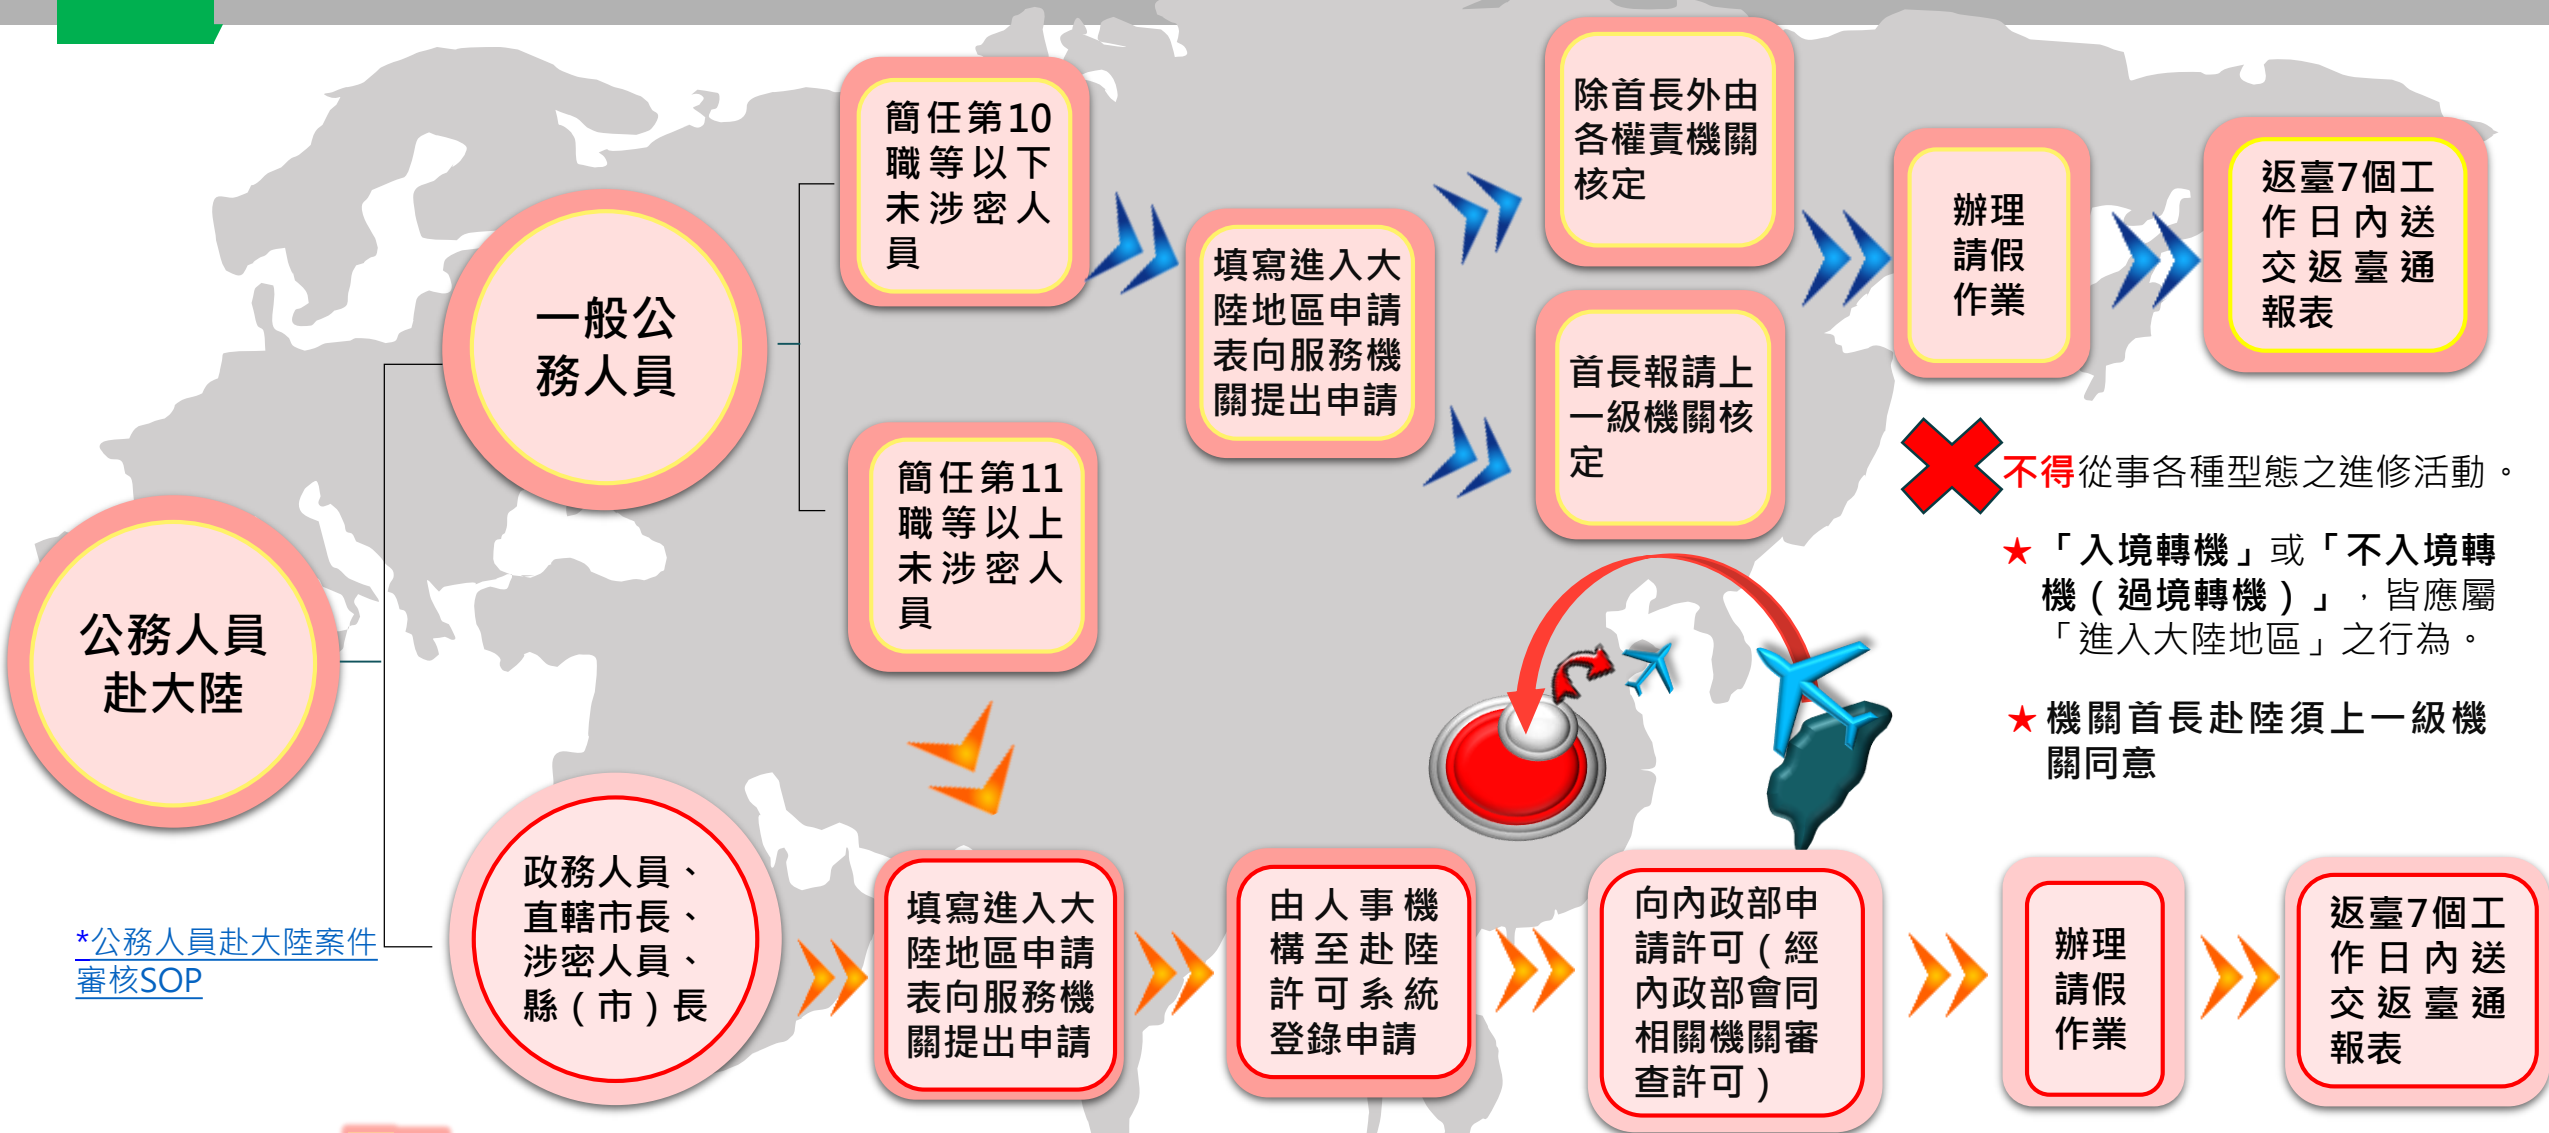 公務人員
赴大陸
一般公
務人員
簡任第10
職等以下
未涉密人
員
簡任第11
職等以上
未涉密人
員
填寫進入大
陸地區申請
表向服務機
關提出申請
除首長外由
各權責機關
核定
首長報請上
一級機關核
定
辦理
請假
作業
返臺7個工
作日內送
交返臺通
報表
不得從事各種型態之進修活動。
★「入境轉機」或「不入境轉
機（過境轉機）」，皆應屬
「進入大陸地區」之行為。
★機關首長赴陸須上一級機
關同意
政務人員、
直轄市長、
涉密人員、
縣（市）長
填寫進入大
陸地區申請
表向服務機
關提出申請
由人事機
構至赴陸
許可系統
登錄申請
向內政部申
請許可（經
內政部會同
相關機關審
查許可）
辦理
請假
作業
返臺7個工
作日內送
交返臺通
報表
*公務人員赴大陸案件
審核SOP